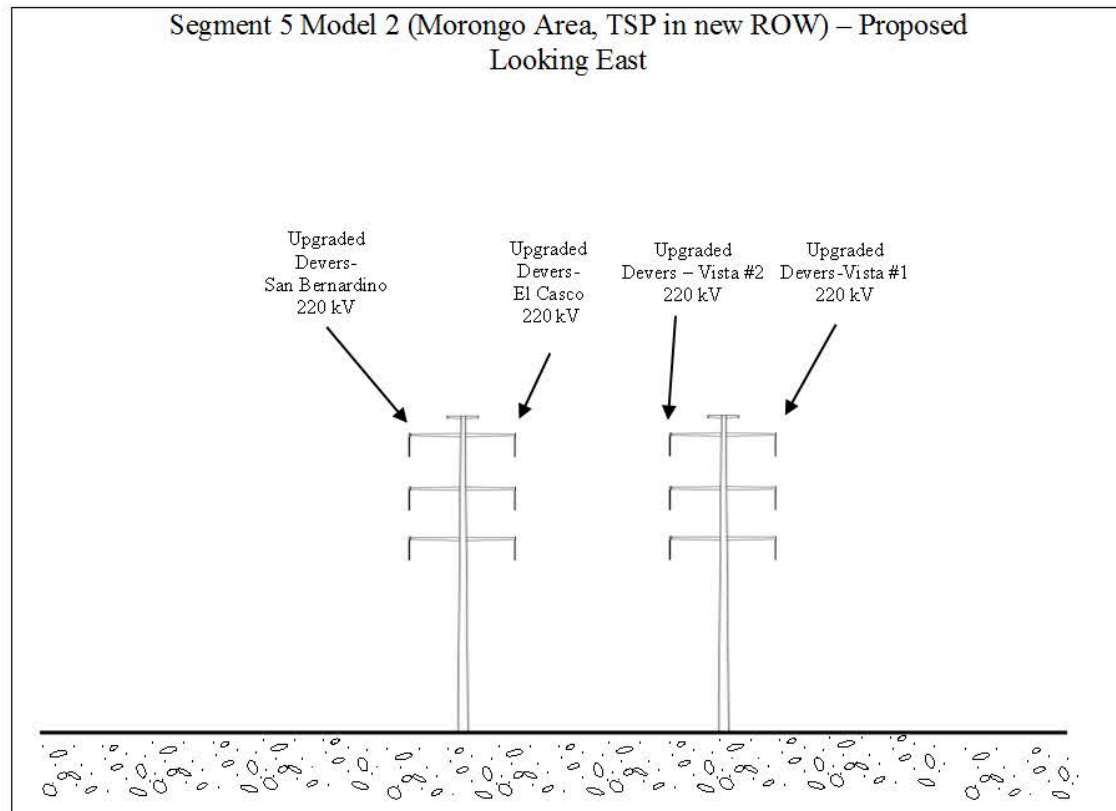 Segment 5 Model 2 (Morongo Area, TSP in new ROW) – Proposed
Looking East
Upgraded
Devers-
San Bernardino
220 kV
Upgraded
Devers-
El Casco
220 kV
Upgraded
Devers – Vista #2
220 kV
Upgraded
Devers-Vista #1
220 kV